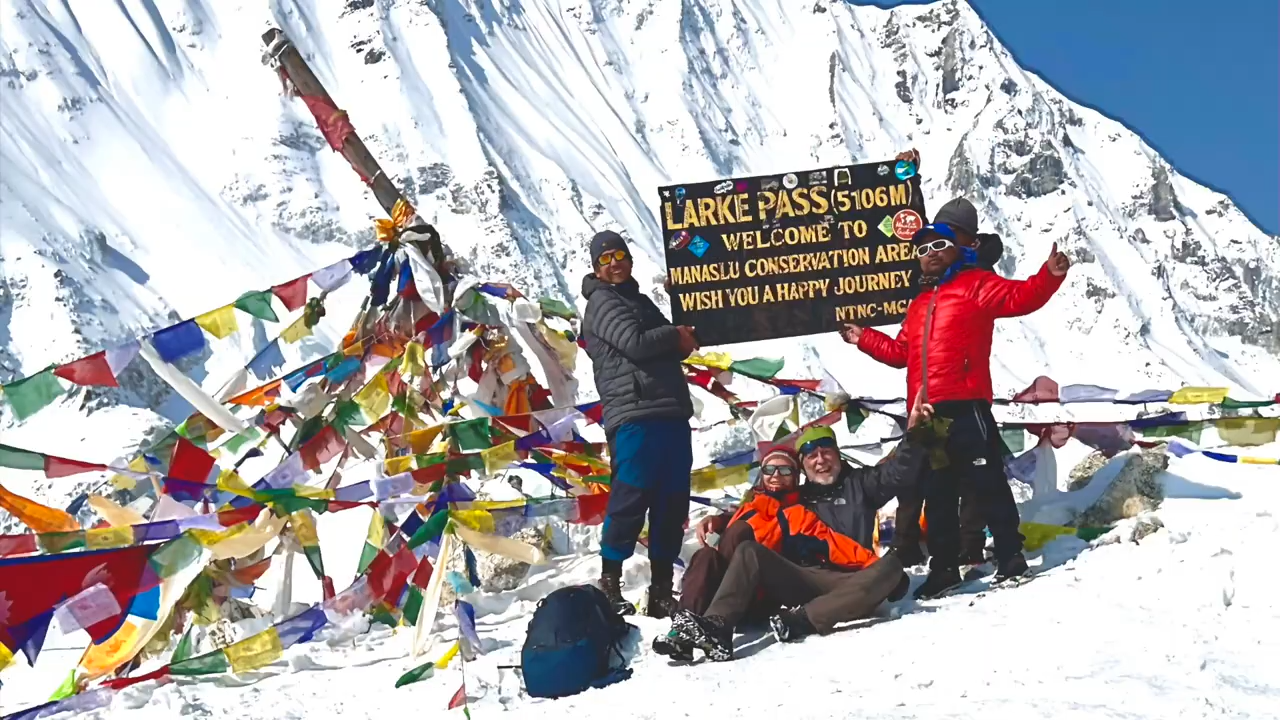 LARKE PASS (5106M)
WELCOME TO
MANASLU CONSERVATION AREA
WISH YOU A HAPPY JOURNEY
NTNC-MCA